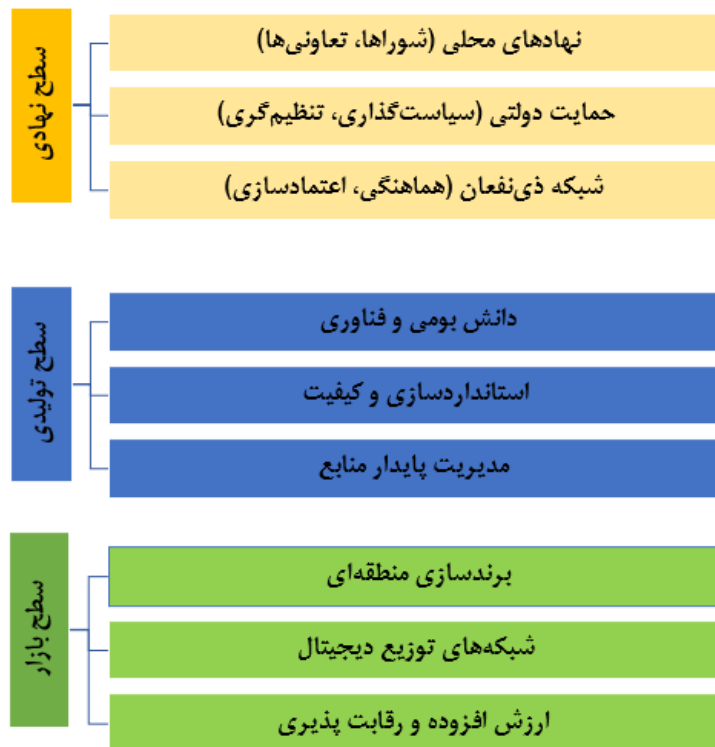 سطح نهادی
نهادهای محلی (شوراها، تعاونی‌ها)
حمایت دولتی (سیاست‌گذاری، تنظیم‌گری)
شبکه ذی‌نفعان (هماهنگی، اعتمادسازی)
سطح تولیدی
دانش بومی و فناوری
استانداردسازی و کیفیت
مدیریت پایدار منابع
سطح بازار
برندسازی منطقه‌ای
شبکه‌های توزیع دیجیتال
ارزش افزوده و رقابت پذیری